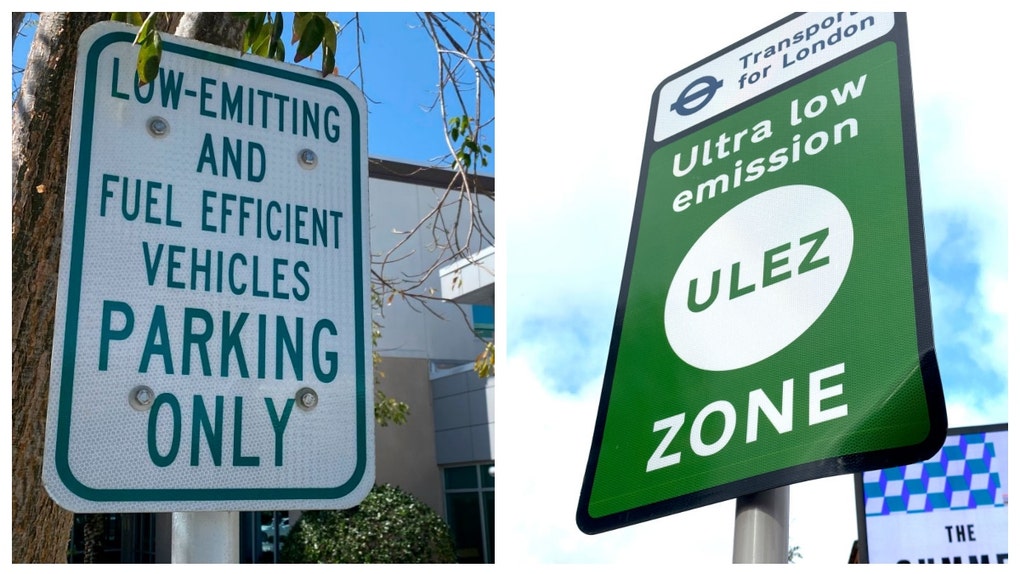 LOW-EMITTING
AND
FUEL EFFICIENT
VEHICLES
PARKING
ONLY
Transport
for London
Ultra low
emission
ULEZ
ZONE
THE